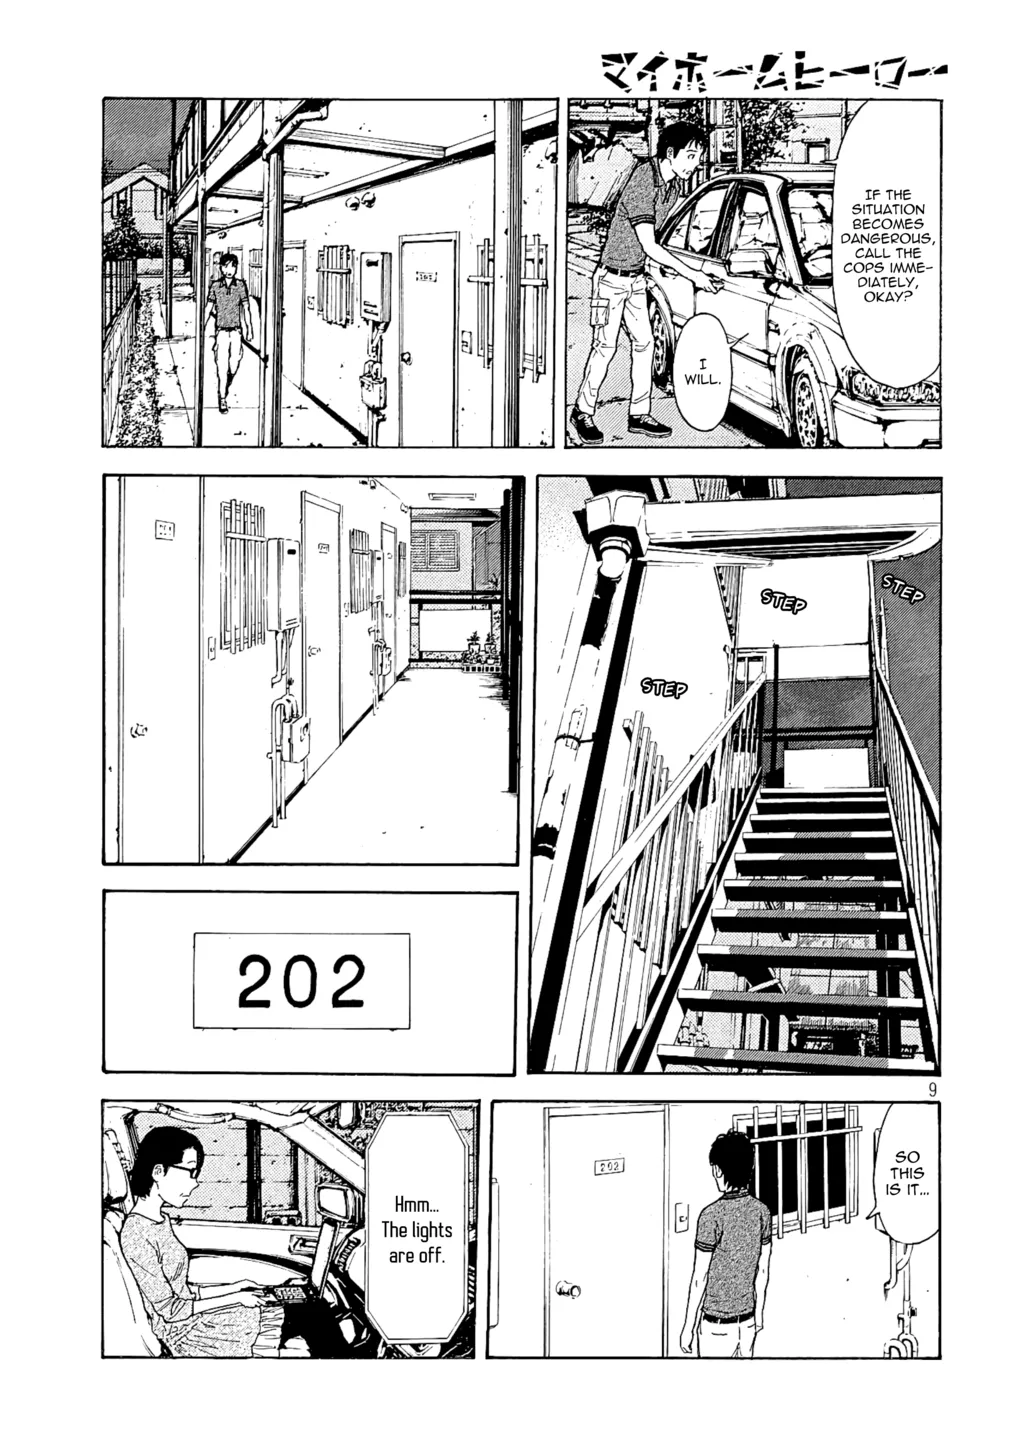 マイホームヒーロー
IF THE
SITUATION
BECOMES
DANGEROUS,
CALL THE
COPS IMME-
DIATELY,
OKAY?
I
WILL.
STEP
STEP
STEP
202
9
SO
THIS
IS IT...
202
Hmm...
The lights
are off.